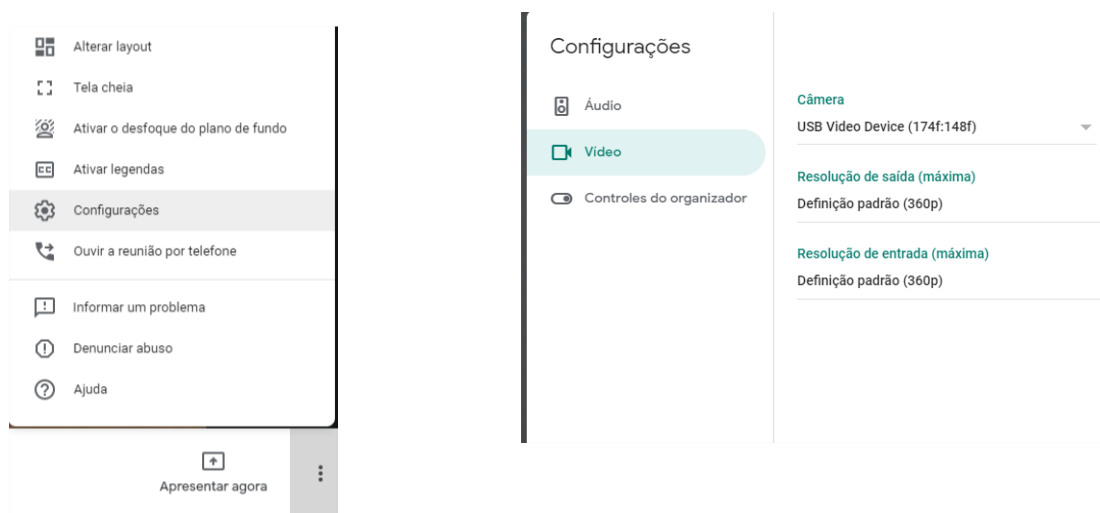 Alterar layout
Tela cheia
Ativar o desfoque do plano de fundo
CC
Ativar legendas
Configurações
Ouvir a reunião por telefone
Informar um problema
Denunciar abuso
Ajuda
Apresentar agora
Configurações
Áudio
Vídeo
Controles do organizador
Câmera
USB Video Device (174f:148f)
Resolução de saída (máxima)
Definição padrão (360p)
Resolução de entrada (máxima)
Definição padrão (360p)